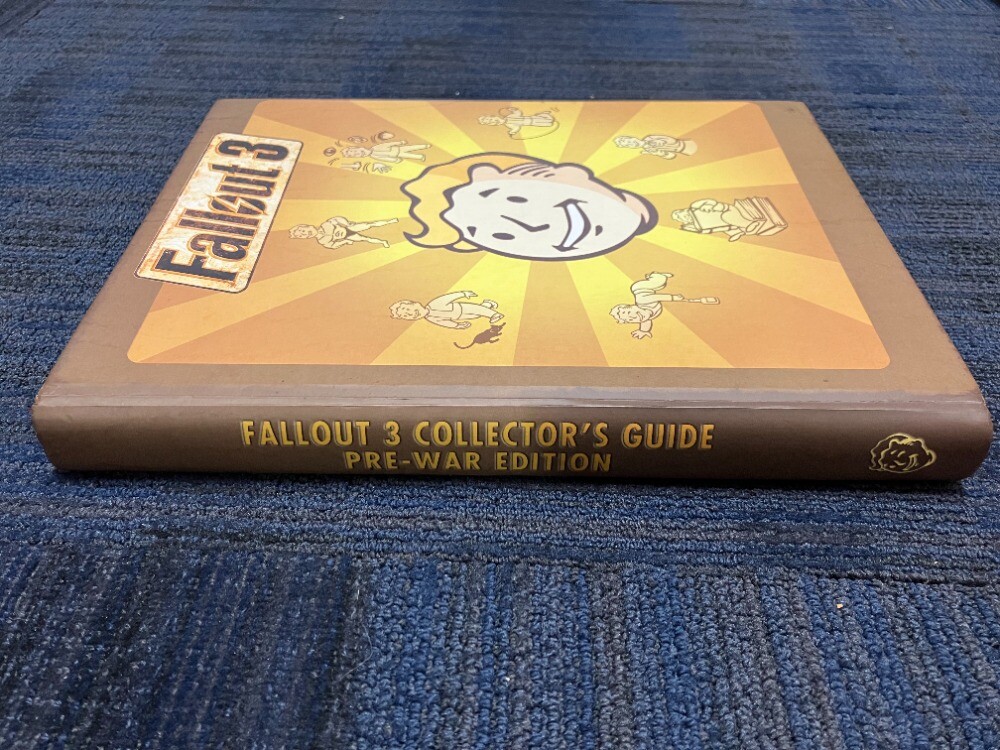 Fallout 3
FALLOUT 3 COLLECTOR'S GUIDE
PRE-WAR EDITION